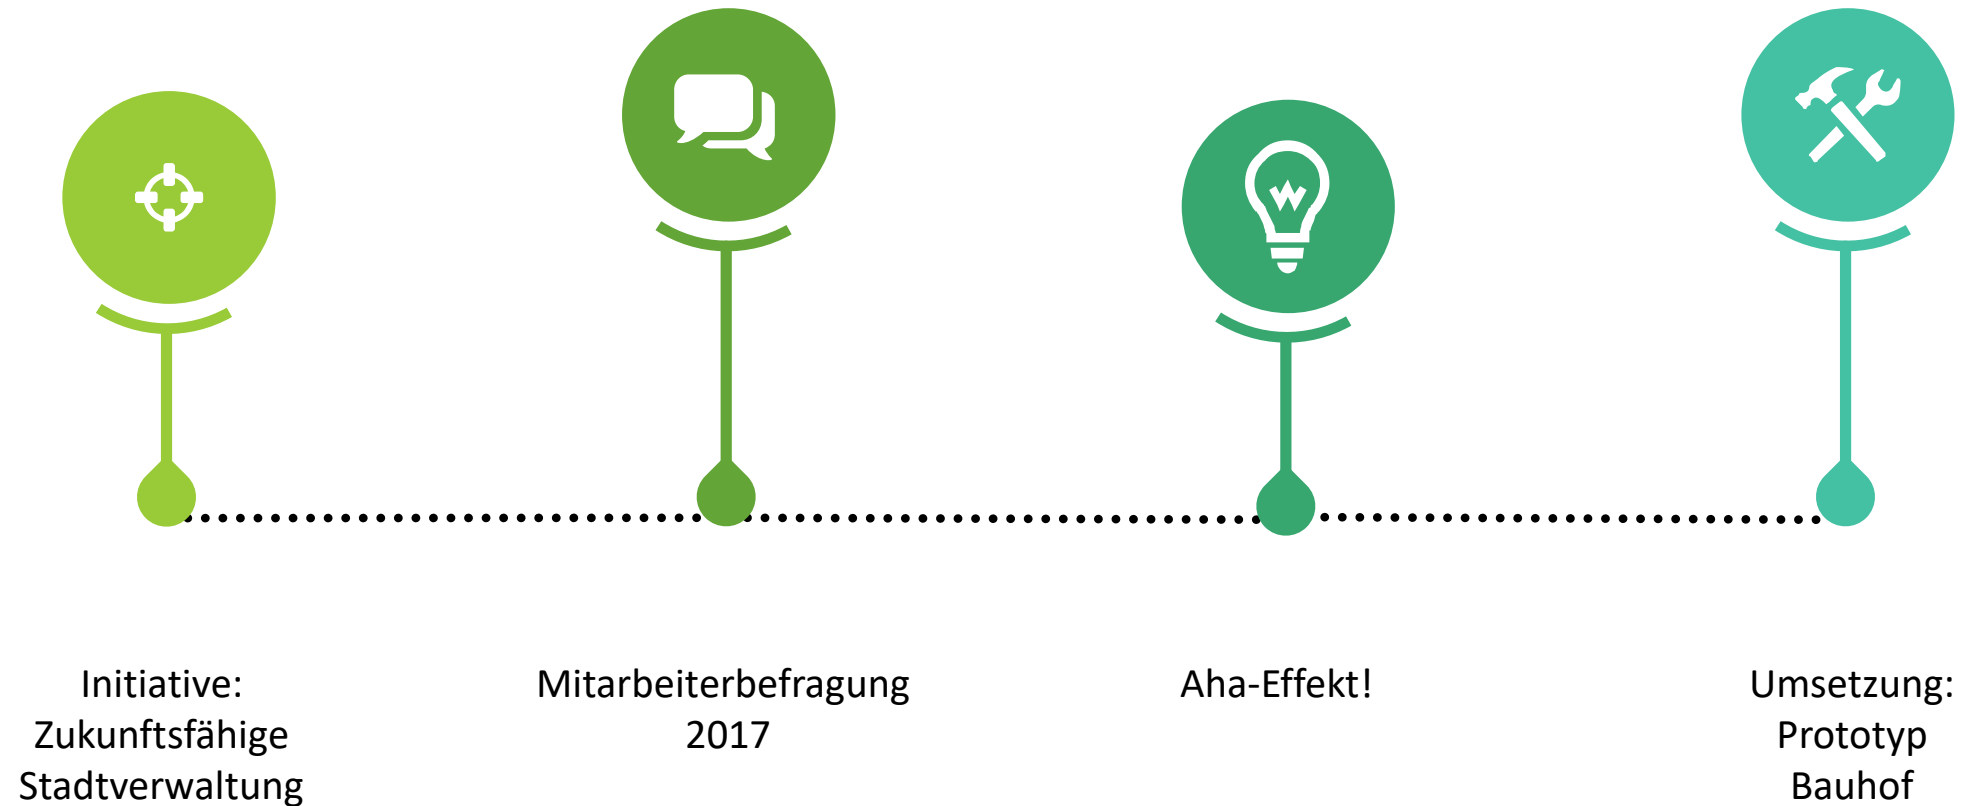 Initiative:
Zukunftsfähige
Stadtverwaltung
Mitarbeiterbefragung
2017
Aha-Effekt!
Umsetzung:
Prototyp
Bauhof